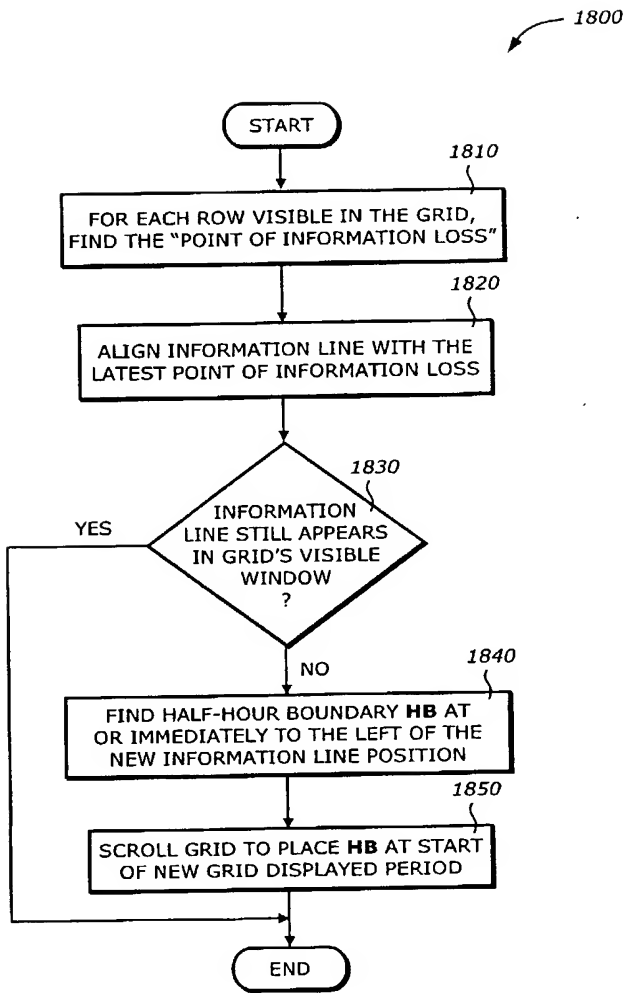 1800
START
1810
FOR EACH ROW VISIBLE IN THE GRID,
FIND THE “POINT OF INFORMATION LOSS”
1820
ALIGN INFORMATION LINE WITH THE
LATEST POINT OF INFORMATION LOSS
1830
INFORMATION
LINE STILL APPEARS
IN GRID'S VISIBLE
WINDOW
?
YES
NO
1840
FIND HALF-HOUR BOUNDARY HB AT
OR IMMEDIATELY TO THE LEFT OF THE
NEW INFORMATION LINE POSITION
1850
SCROLL GRID TO PLACE HB AT START
OF NEW GRID DISPLAYED PERIOD
END